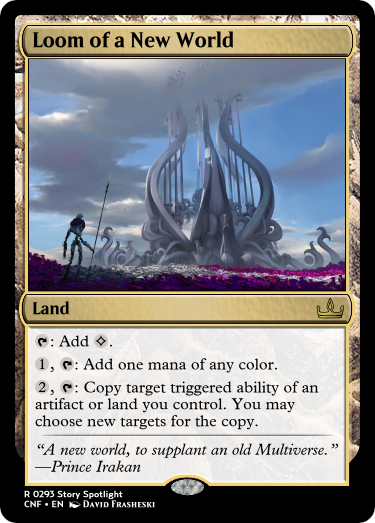 Loom of a New World
Land
: Add .
1, : Add one mana of any color.
2, : Copy target triggered ability of an
artifact or land you control. You may
choose new targets for the copy.
“A new world, to supplant an old Multiverse.”
—Prince Irakan
R 0293 Story Spotlight
CNF • EN David Frasheski